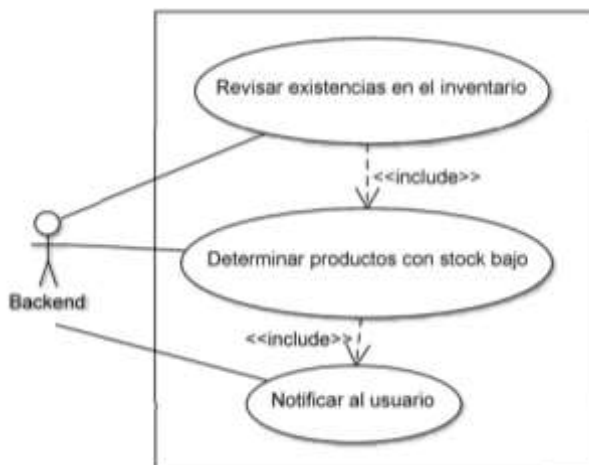 Revisar existencias en el inventario
<<include>>
Determinar productos con stock bajo
Backend
<<include>>
Notificar al usuario